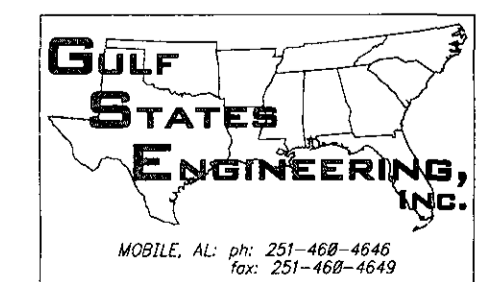 GULF
STATES
ENGINEERING,
INC.
MOBILE, AL: ph: 251-460-4646
fax: 251-460-4649